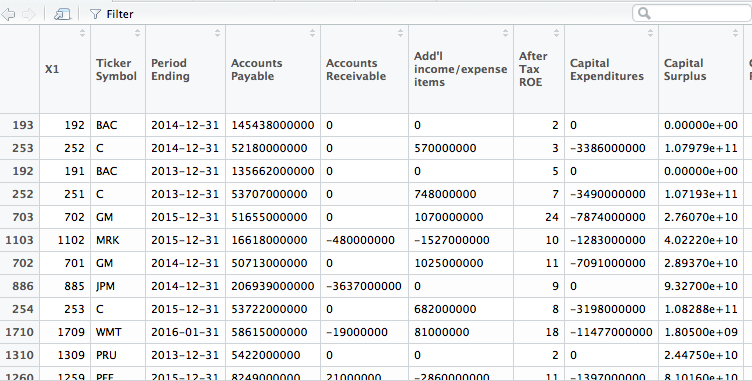 Filter
X1 Ticker Symbol Period Ending Accounts Payable Accounts Receivable Add'l income/expense items After Tax ROE Capital Expenditures Capital Surplus
193 192 BAC 2014-12-31 145438000000 0 0 2 0 0.00000e+00
253 252 C 2014-12-31 52180000000 0 570000000 3 -3386000000 1.07979e+11
192 191 BAC 2013-12-31 135662000000 0 0 5 0 0.00000e+00
252 251 C 2013-12-31 53707000000 0 748000000 7 -3490000000 1.07193e+11
703 702 GM 2015-12-31 51655000000 0 1070000000 24 -7874000000 2.76070e+10
1103 1102 MRK 2015-12-31 16618000000 -480000000 -1527000000 10 -1283000000 4.02220e+10
702 701 GM 2014-12-31 50713000000 0 1025000000 11 -7091000000 2.89370e+10
886 885 JPM 2014-12-31 206939000000 -3637000000 0 9 0 9.32700e+10
254 253 C 2015-12-31 53722000000 0 682000000 8 -3198000000 1.08288e+11
1710 1709 WMT 2016-01-31 58615000000 -19000000 81000000 18 -11477000000 1.80500e+09
1310 1309 PRU 2013-12-31 5422000000 0 0 2 0 2.44750e+10
1260 1259 PFE 2015-12-31 8249000000 21000000 -2860000000 11 -1397000000 8.10160e+10